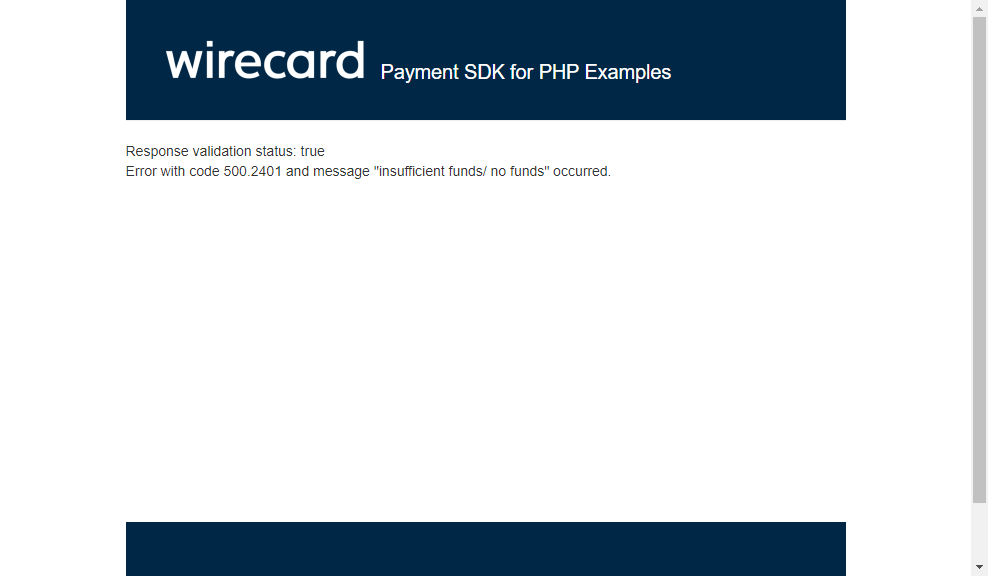 wirecard Payment SDK for PHP Examples
Response validation status: true
Error with code 500.2401 and message "insufficient funds/ no funds" occurred.